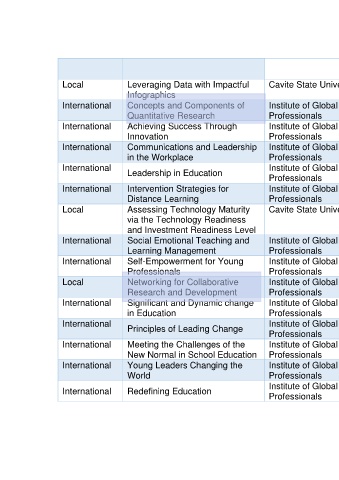 Local Leveraging Data with Impactful Cavite State Unive
Infographics
International Concepts and Components of Institute of Global
Quantitative Research Professionals
International Achieving Success Through Institute of Global
Innovation Professionals
International Communications and Leadership Institute of Global
in the Workplace Professionals
International Leadership in Education Institute of Global
Professionals
International Intervention Strategies for Institute of Global
Distance Learning Professionals
Local Assessing Technology Maturity Cavite State Unive
via the Technology Readiness
and Investment Readiness Level
International Social Emotional Teaching and Institute of Global
Learning Management Professionals
International Self-Empowerment for Young Institute of Global
Professionals Professionals
Local Networking for Collaborative Institute of Global
Research and Development Professionals
International Significant and Dynamic change Institute of Global
in Education Professionals
International Principles of Leading Change Institute of Global
Professionals
International Meeting the Challenges of the Institute of Global
New Normal in School Education Professionals
International Young Leaders Changing the Institute of Global
World Professionals
International Redefining Education Institute of Global
Professionals